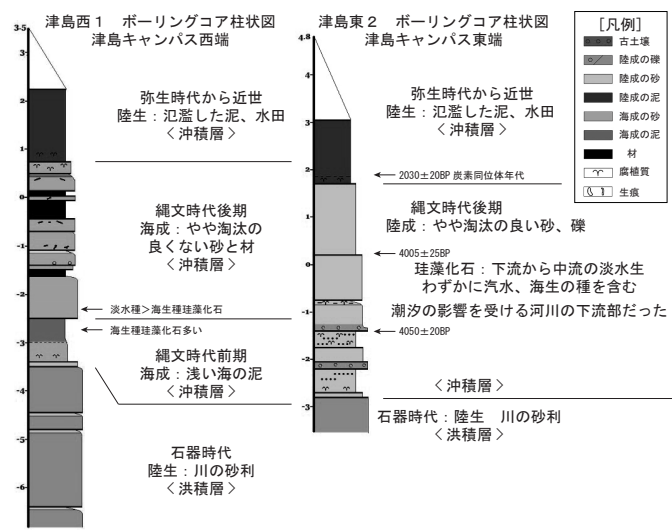 津島西１ ボーリングコア柱状図
津島キャンパス西端
3.5
2
1
0
-1
-2
-3
-4
-5
-6
弥生時代から近世
陸生：氾濫した泥、水田
＜沖積層＞
縄文時代後期
海成：やや淘汰の
良くない砂と材
＜沖積層＞
淡水種＞海生種珪藻化石
海生種珪藻化石多い
縄文時代前期
海成：浅い海の泥
＜沖積層＞
石器時代
陸生：川の砂利
＜洪積層＞
津島東２ ボーリングコア柱状図
津島キャンパス東端
4.8
4
3
2
1
0
-1
-2
-3
弥生時代から近世
陸生：氾濫した泥、水田
＜沖積層＞
2030±20BP 炭素同位体年代
縄文時代後期
陸成：やや淘汰の良い砂、礫
4005±25BP
珪藻化石：下流から中流の淡水生
わずかに汽水、海生の種を含む
潮汐の影響を受ける河川の下流部だった
4050±20BP
＜沖積層＞
石器時代：陸生 川の砂利
＜洪積層＞
［凡例］
古土壌
陸成の礫
陸成の砂
陸成の泥
海成の砂
海成の泥
材
腐植質
生痕